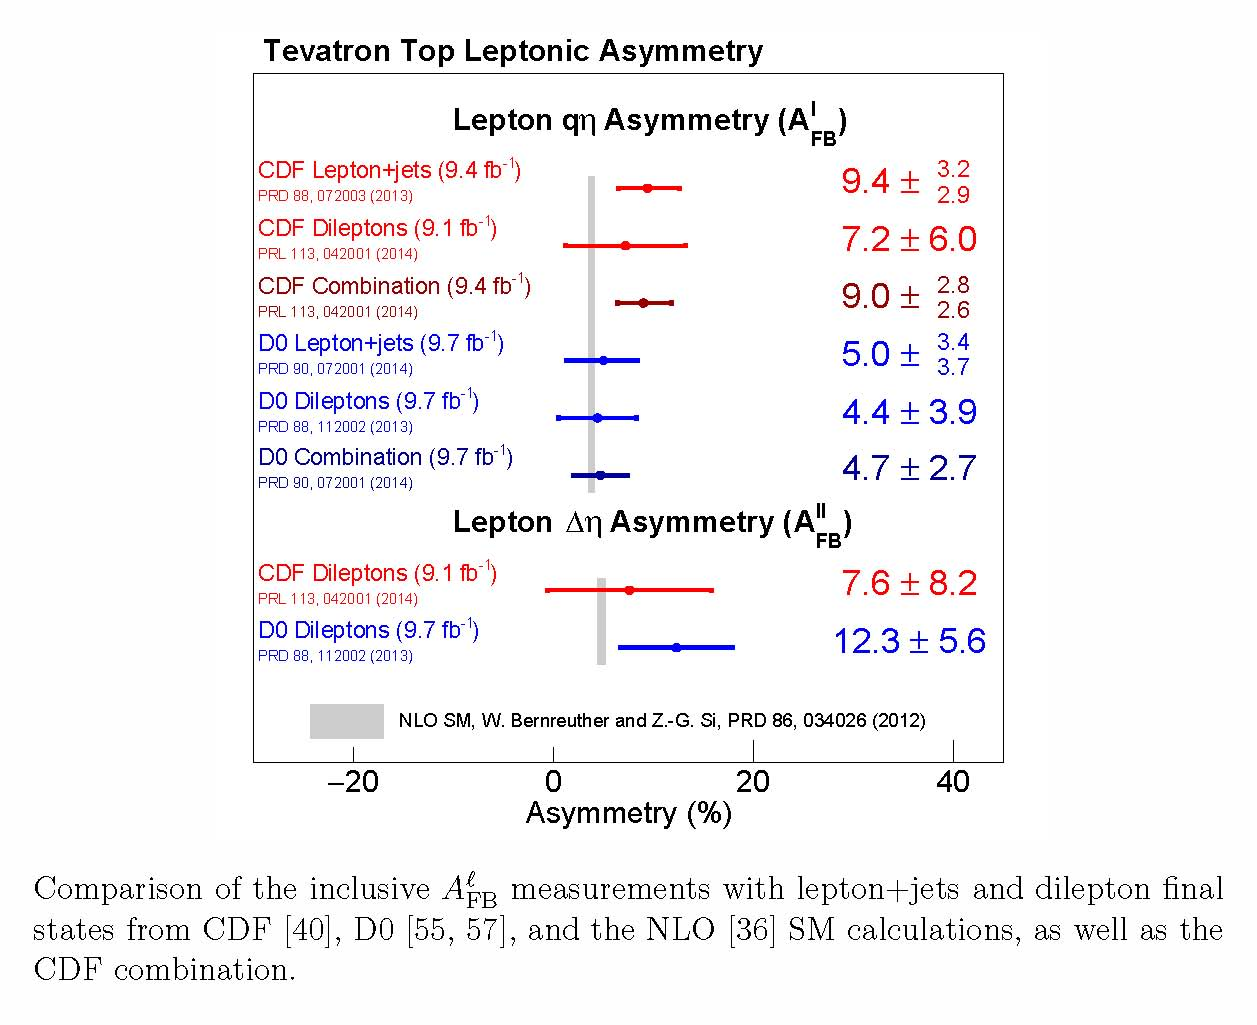 Tevatron Top Leptonic Asymmetry
Lepton qη Asymmetry (A^l_FB)
CDF Lepton+jets (9.4 fb^-1) 9.4 ± 3.2 2.9
PRD 88, 072003 (2013)
CDF Dileptons (9.1 fb^-1) 7.2 ± 6.0
PRL 113, 042001 (2014)
CDF Combination (9.4 fb^-1) 9.0 ± 2.8 2.6
PRL 113, 042001 (2014)
D0 Lepton+jets (9.7 fb^-1) 5.0 ± 3.4 3.7
PRD 90, 072001 (2014)
D0 Dileptons (9.7 fb^-1) 4.4 ± 3.9
PRD 88, 112002 (2013)
D0 Combination (9.7 fb^-1) 4.7 ± 2.7
PRD 90, 072001 (2014)
Lepton Δη Asymmetry (A^ll_FB)
CDF Dileptons (9.1 fb^-1) 7.6 ± 8.2
PRL 113, 042001 (2014)
D0 Dileptons (9.7 fb^-1) 12.3 ± 5.6
PRD 88, 112002 (2013)
NLO SM, W. Bernreuther and Z.-G. Si, PRD 86, 034026 (2012)
−20 0 20 40
Asymmetry (%)
Comparison of the inclusive A^ℓ_FB measurements with lepton+jets and dilepton final
states from CDF [40], D0 [55, 57], and the NLO [36] SM calculations, as well as the
CDF combination.